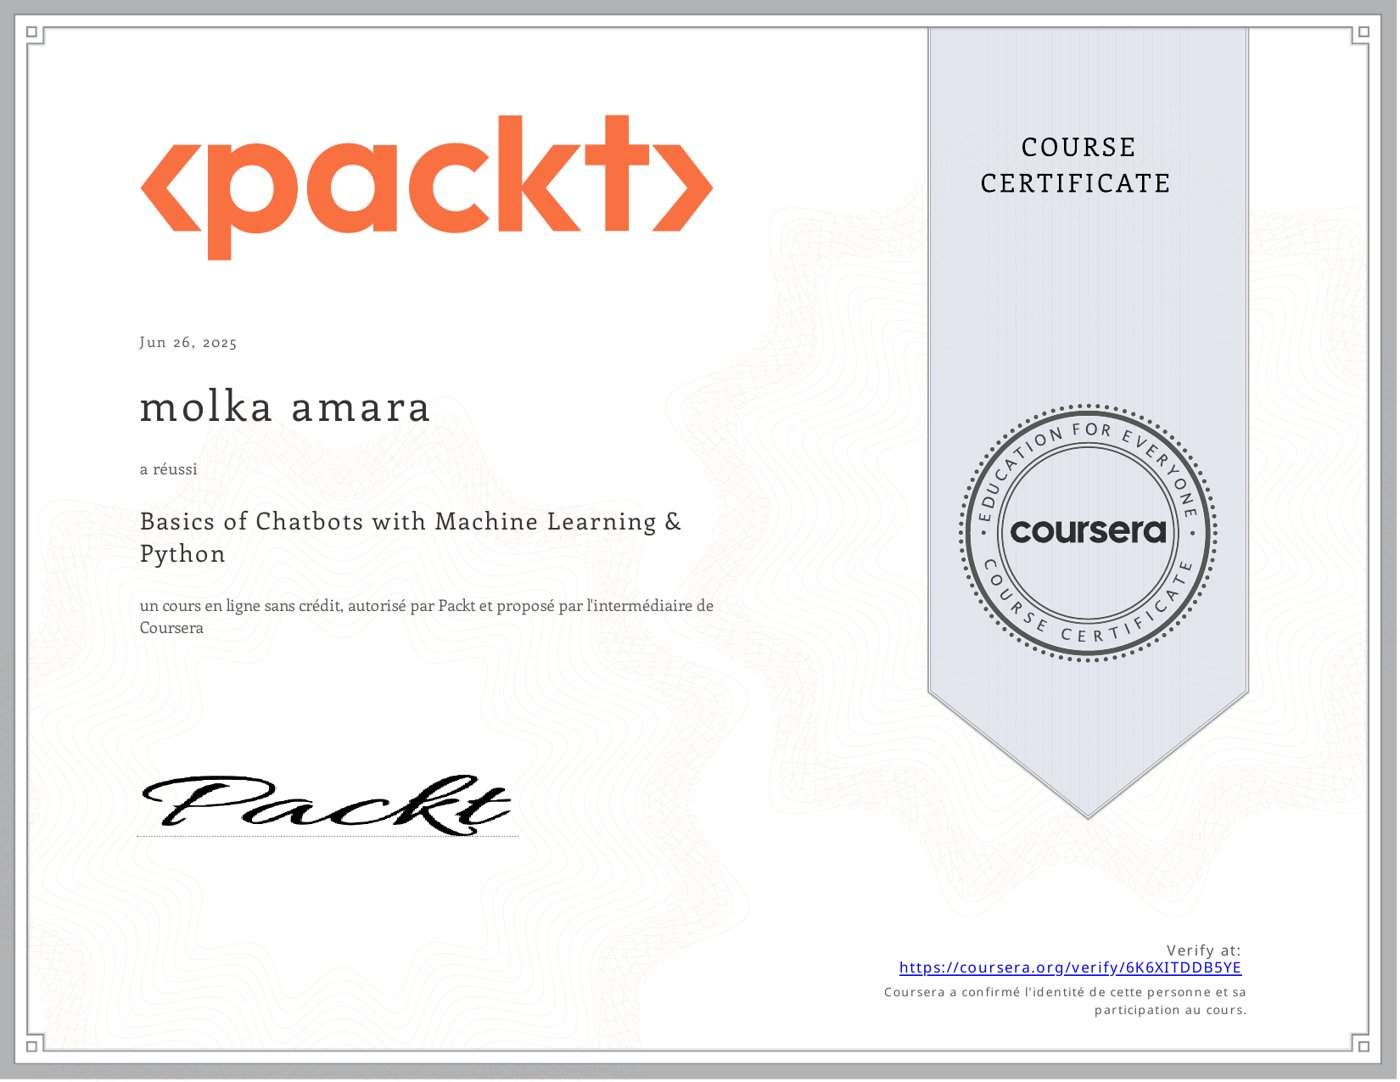 <packt>
COURSE
CERTIFICATE
Jun 26, 2025
molka amara
a réussi
Basics of Chatbots with Machine Learning &
Python
un cours en ligne sans crédit, autorisé par Packt et proposé par l'intermédiaire de
Coursera
EDUCATION FOR EVERYONE
coursera
COURSE CERTIFICATE
Packt
Verify at:
https://coursera.org/verify/6K6XITDDB5YE
Coursera a confirmé l'identité de cette personne et sa
participation au cours.